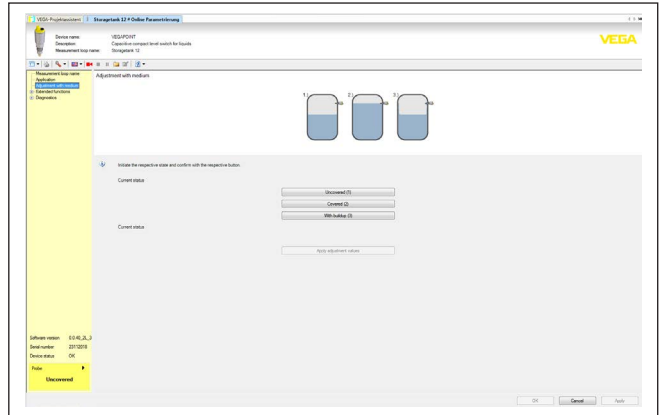 VEGA-Projektassistent
Storagetank 12 # Online Parametrierung
Device name: VEGAPOINT
Description: Capacitive compact level switch for liquids
Measurement loop name: Storagetank 12
VEGA
Measurement loop name
Application
Adjustment with medium
Extended functions
Diagnostics
Adjustment with medium
1.) 2.) 3.)
Initiate the respective state and confirm with the respective button.
Current status
Uncovered (1)
Covered (2)
With buildup (3)
Current status
Apply adjustment values
Software version
Serial number
Device status OK
Probe:
Uncovered
OK Cancel Apply